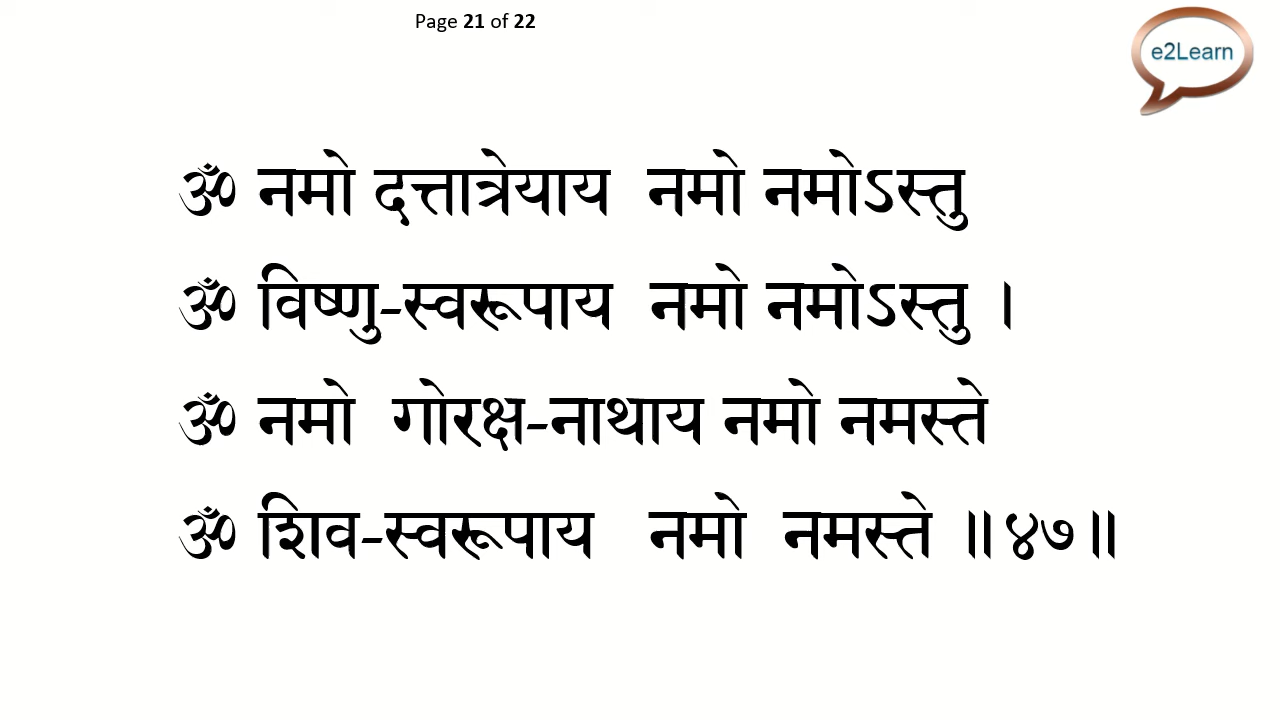 Page 21 of 22
e2Learn
ॐ नमो दत्तात्रेयाय नमो नमोऽस्तु
ॐ विष्णु-स्वरूपाय नमो नमोऽस्तु ।
ॐ नमो गोरक्ष-नाथाय नमो नमस्ते
ॐ शिव-स्वरूपाय नमो नमस्ते ॥४७॥